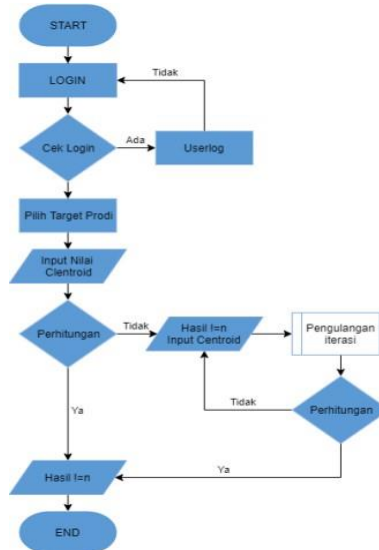 START
LOGIN
Tidak
Cek Login
Ada
Userlog
Pilih Target Prodi
Input Nilai
Clentroid
Perhitungan
Tidak
Hasil !=n
Input Centroid
Pengulangan
iterasi
Tidak
Perhitungan
Ya
Ya
Hasil !=n
END